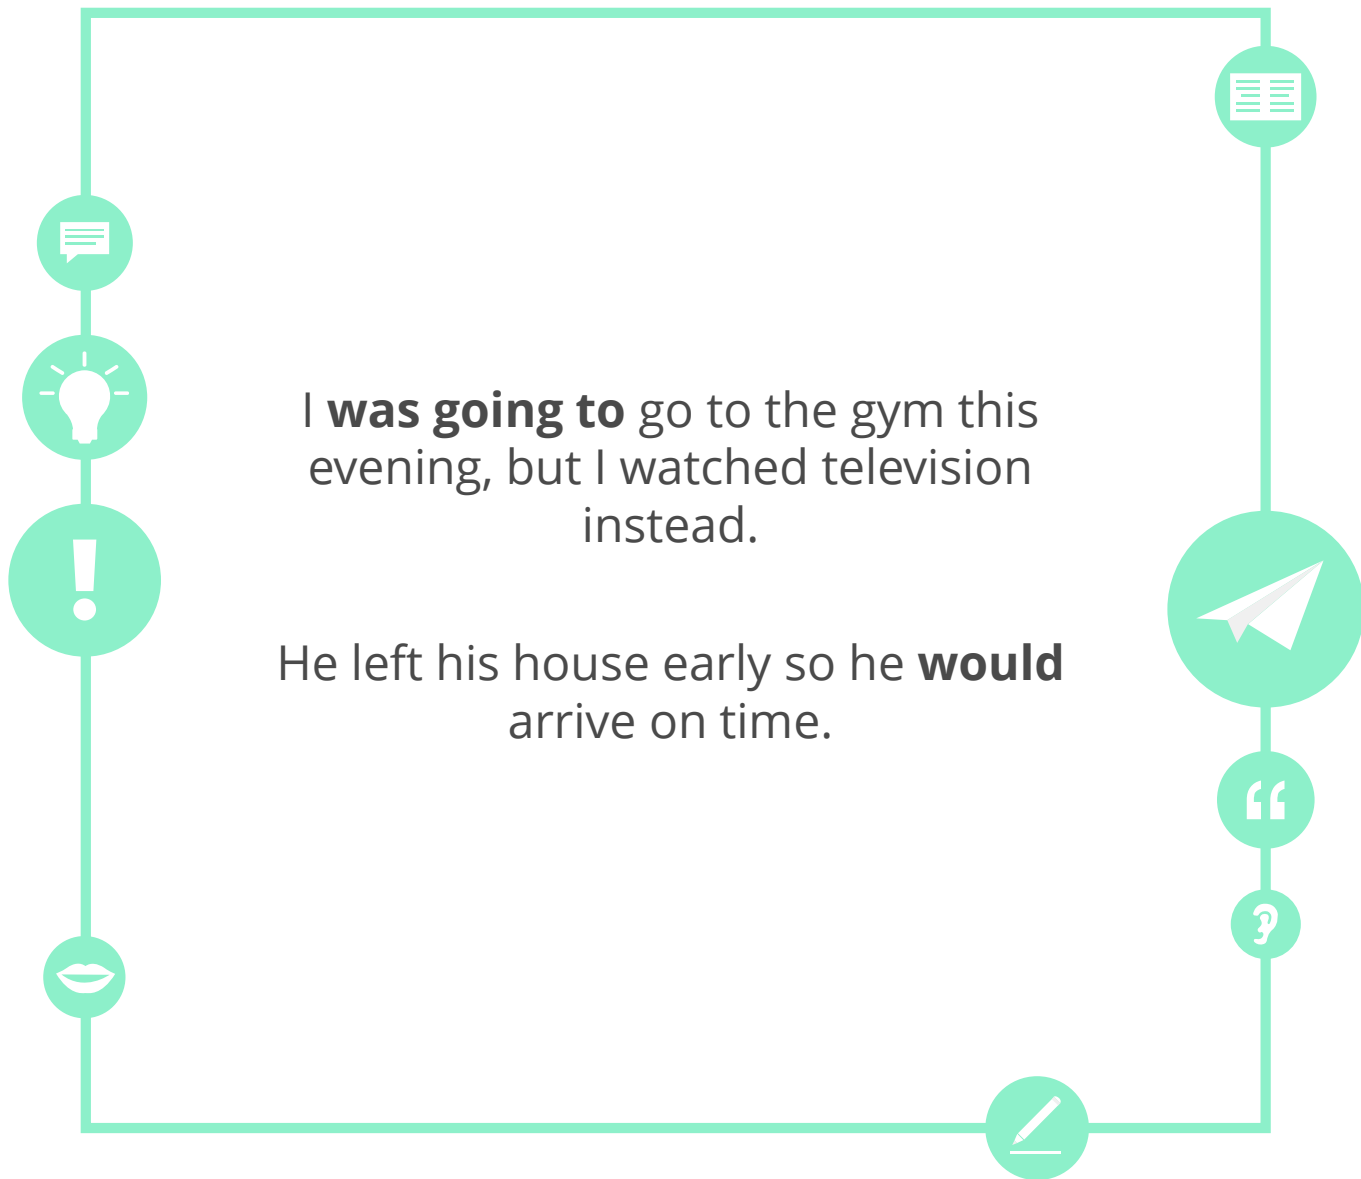 I was going to go to the gym this
evening, but I watched television
instead.
He left his house early so he would
arrive on time.